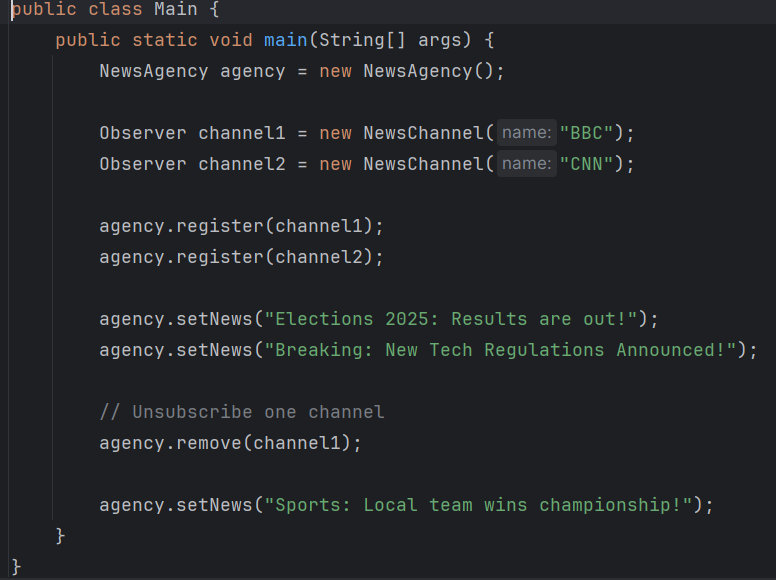 public class Main {
    public static void main(String[] args) {
        NewsAgency agency = new NewsAgency();
        Observer channel1 = new NewsChannel( name: "BBC");
        Observer channel2 = new NewsChannel( name: "CNN");
        agency.register(channel1);
        agency.register(channel2);
        agency.setNews("Elections 2025: Results are out!");
        agency.setNews("Breaking: New Tech Regulations Announced!");
        // Unsubscribe one channel
        agency.remove(channel1);
        agency.setNews("Sports: Local team wins championship!");
    }
}